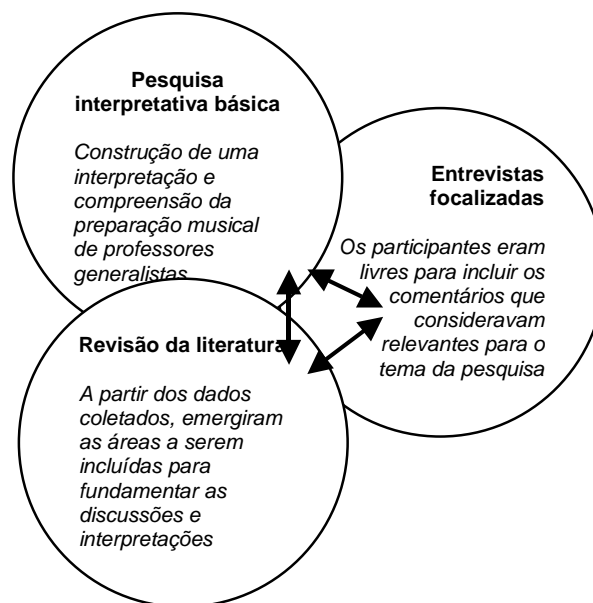 Pesquisa
interpretativa básica
Construção de uma
interpretação e
compreensão da
preparação musical
de professores
generalistas
Entrevistas
focalizadas
Os participantes eram
livres para incluir os
comentários que
consideravam
relevantes para o
tema da pesquisa
Revisão da literatura
A partir dos dados
coletados, emergiram
as áreas a serem
incluídas para
fundamentar as
discussões e
interpretações